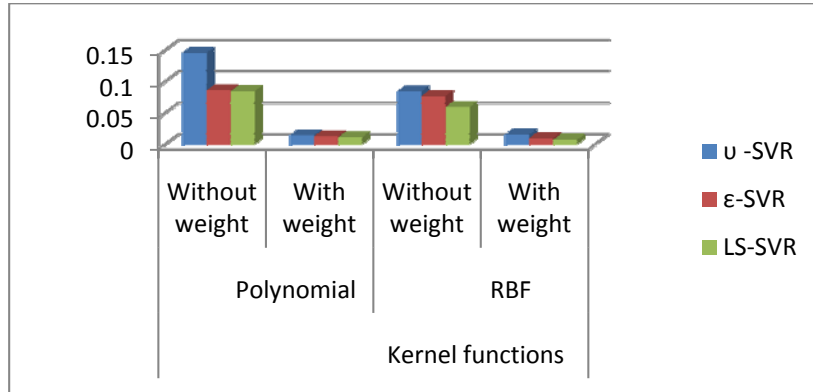 0.15
0.1
0.05
0
Without weight
With weight
Without weight
With weight
Polynomial
RBF
Kernel functions
υ -SVR
ε-SVR
LS-SVR